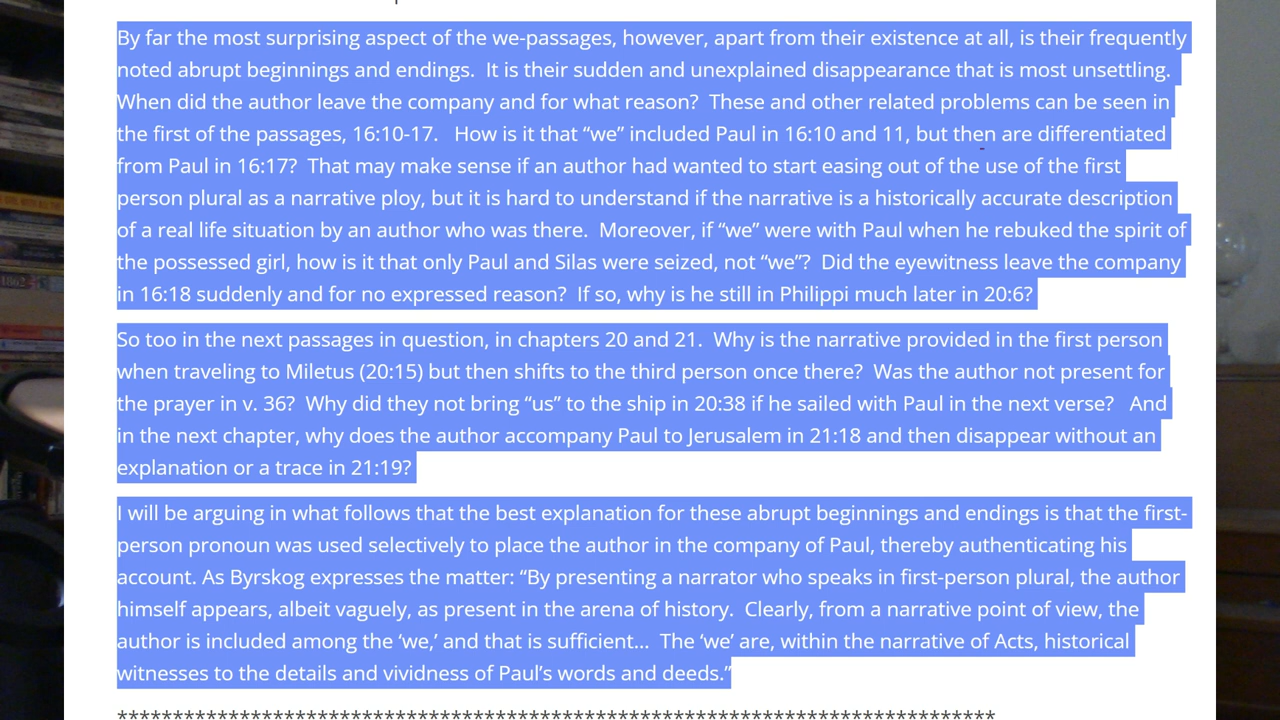 By far the most surprising aspect of the we-passages, however, apart from their existence at all, is their frequently
noted abrupt beginnings and endings.  It is their sudden and unexplained disappearance that is most unsettling.
When did the author leave the company and for what reason?  These and other related problems can be seen in
the first of the passages, 16:10-17.   How is it that “we” included Paul in 16:10 and 11, but then are differentiated
from Paul in 16:17?  That may make sense if an author had wanted to start easing out of the use of the first
person plural as a narrative ploy, but it is hard to understand if the narrative is a historically accurate description
of a real life situation by an author who was there.  Moreover, if “we” were with Paul when he rebuked the spirit of
the possessed girl, how is it that only Paul and Silas were seized, not “we”?  Did the eyewitness leave the company
in 16:18 suddenly and for no expressed reason?  If so, why is he still in Philippi much later in 20:6?
So too in the next passages in question, in chapters 20 and 21.  Why is the narrative provided in the first person
when traveling to Miletus (20:15) but then shifts to the third person once there?  Was the author not present for
the prayer in v. 36?  Why did they not bring “us” to the ship in 20:38 if he sailed with Paul in the next verse?   And
in the next chapter, why does the author accompany Paul to Jerusalem in 21:18 and then disappear without an
explanation or a trace in 21:19?
I will be arguing in what follows that the best explanation for these abrupt beginnings and endings is that the first-
person pronoun was used selectively to place the author in the company of Paul, thereby authenticating his
account. As Byrskog expresses the matter: “By presenting a narrator who speaks in first-person plural, the author
himself appears, albeit vaguely, as present in the arena of history.  Clearly, from a narrative point of view, the
author is included among the ‘we,’ and that is sufficient…  The ‘we’ are, within the narrative of Acts, historical
witnesses to the details and vividness of Paul’s words and deeds.”
*******************************************************************************